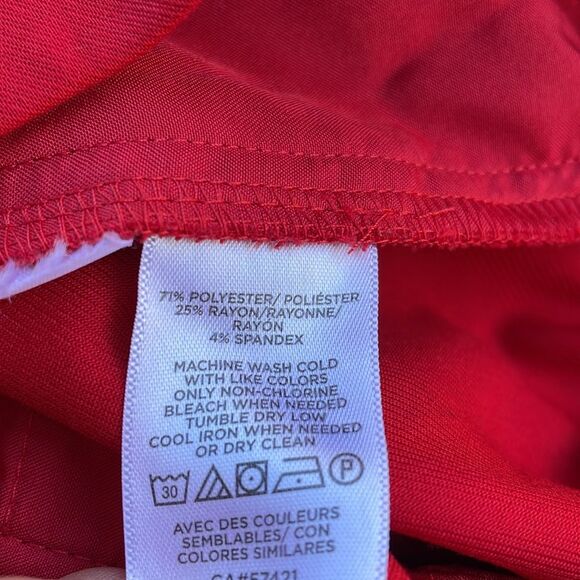 71% POLYESTER/ POLIÉSTER
25% RAYON/RAYONNE/
RAYÓN
4% SPANDEX
MACHINE WASH COLD
WITH LIKE COLORS
ONLY NON-CHLORINE
BLEACH WHEN NEEDED
TUMBLE DRY LOW
COOL IRON WHEN NEEDED
OR DRY CLEAN
30 P
AVEC DES COULEURS
SEMBLABLES/ CON
COLORES SIMILARES
CA#57421